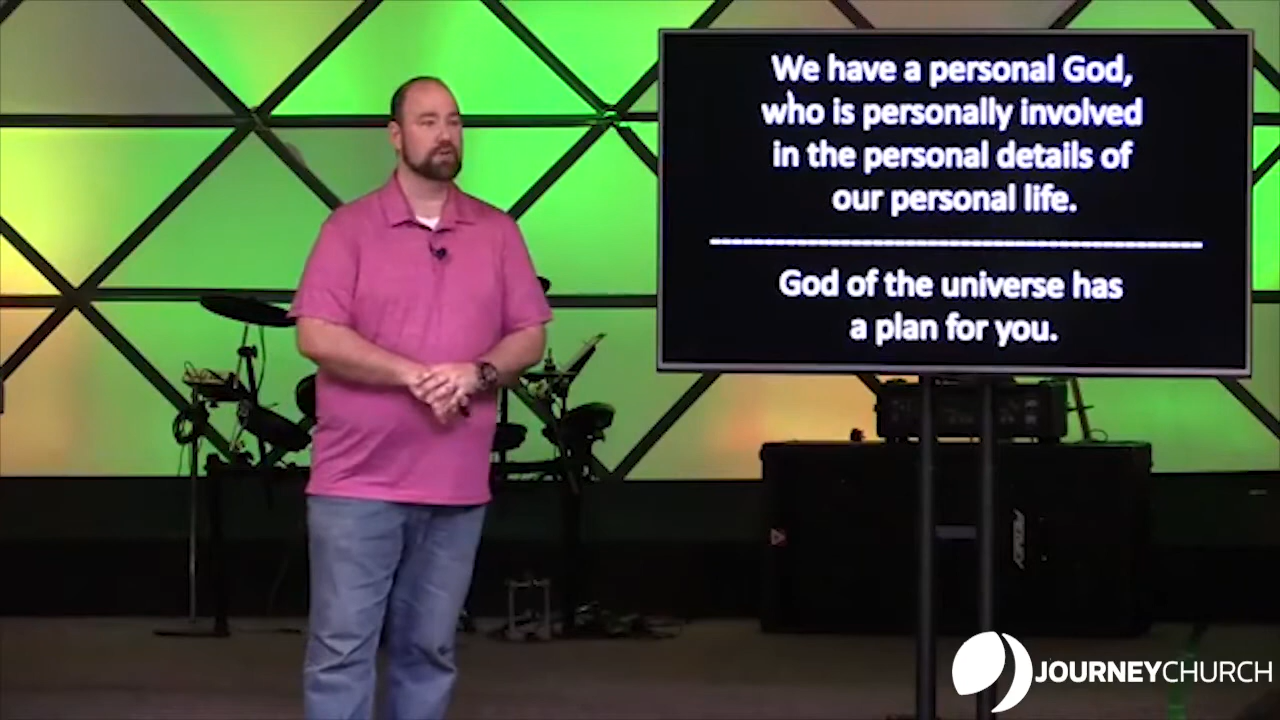 We have a personal God,
who is personally involved
in the personal details of
our personal life.
God of the universe has
a plan for you.
PEAVEY
JOURNEYCHURCH